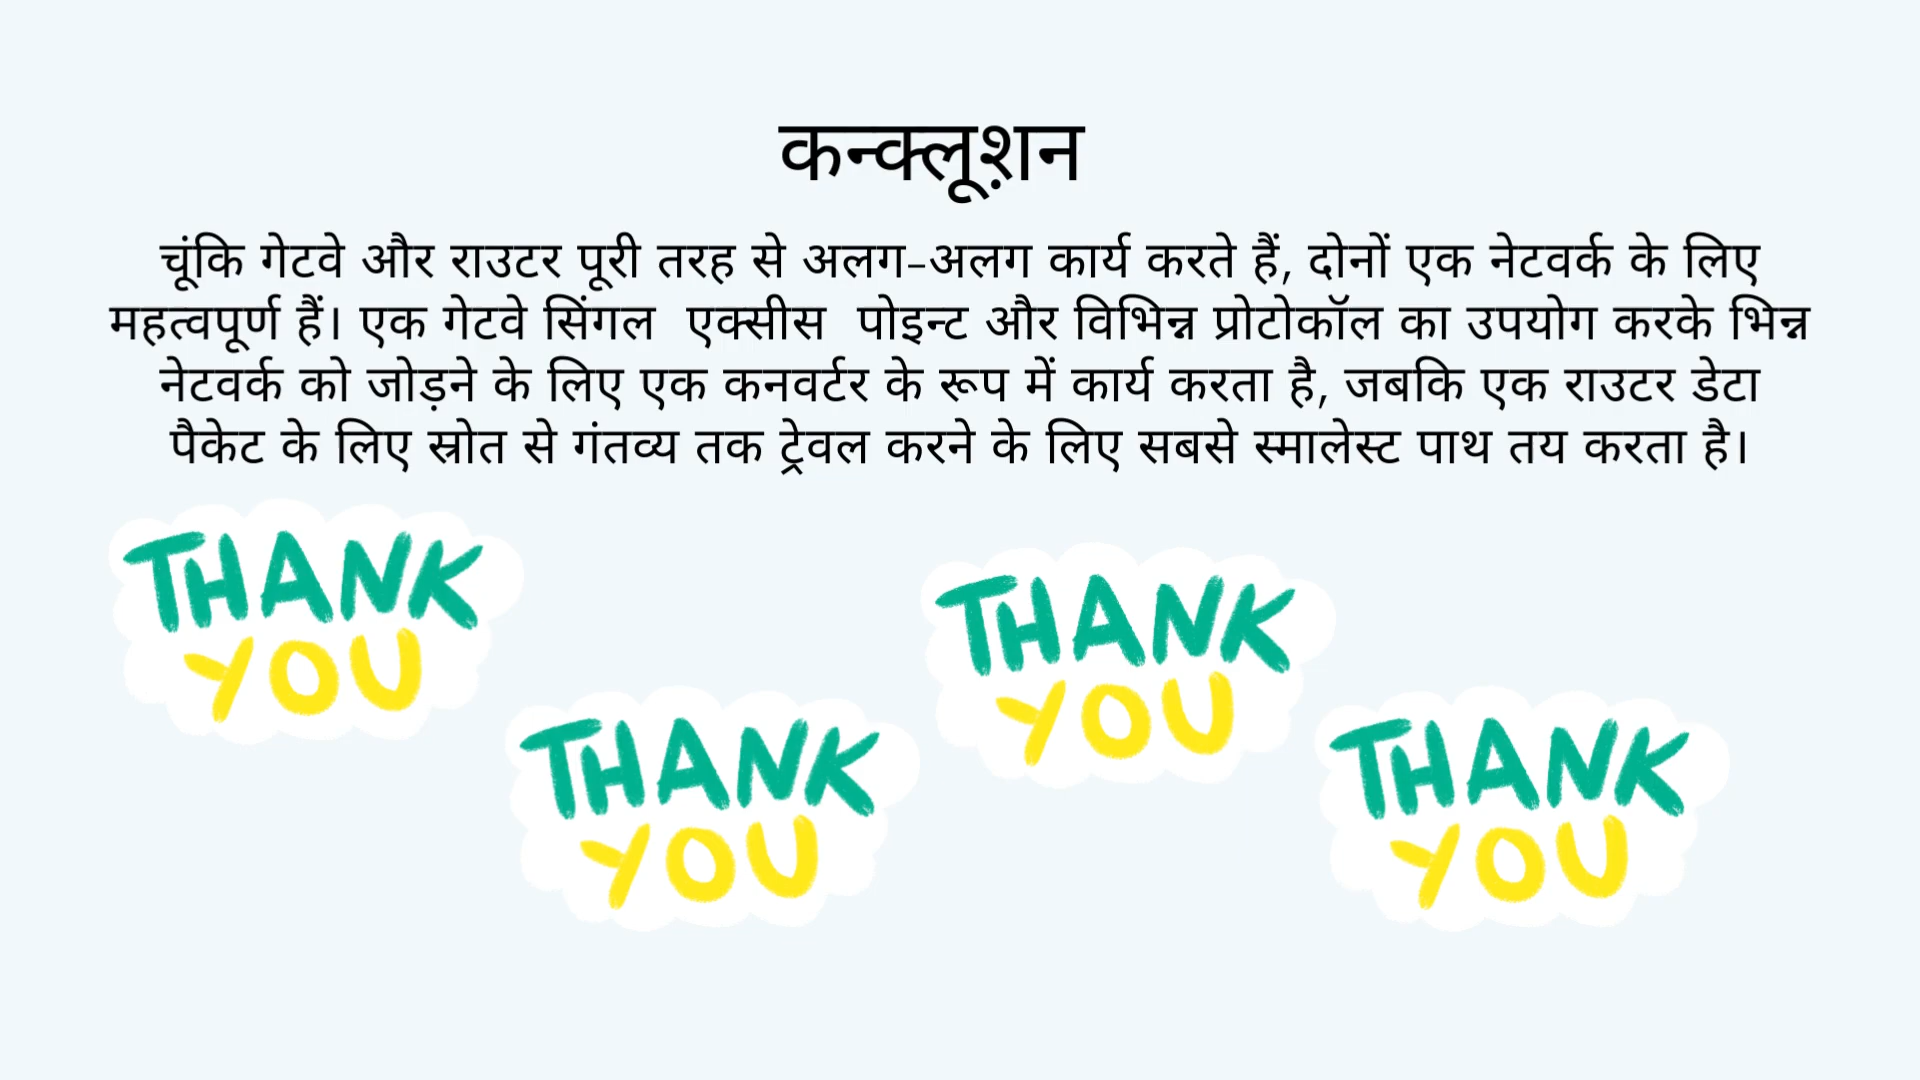 कन्क्लूश़न
चूंकि गेटवे और राउटर पूरी तरह से अलग-अलग कार्य करते हैं, दोनों एक नेटवर्क के लिए
महत्वपूर्ण हैं। एक गेटवे सिंगल  एक्सीस  पोइन्ट और विभिन्न प्रोटोकॉल का उपयोग करके भिन्न
नेटवर्क को जोड़ने के लिए एक कनवर्टर के रूप में कार्य करता है, जबकि एक राउटर डेटा
पैकेट के लिए स्रोत से गंतव्य तक ट्रेवल करने के लिए सबसे स्मालेस्ट पाथ तय करता है।
THANK
YOU
THANK
YOU
THANK
YOU
THANK
YOU